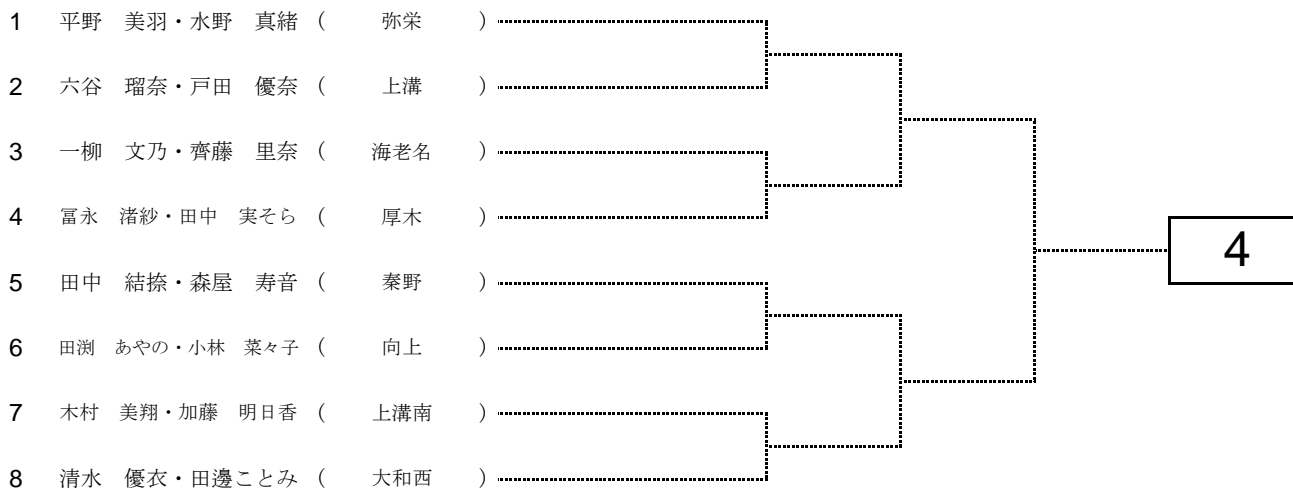 1 平野 美羽・水野 真緒 ( 弥栄 )
2 六谷 瑠奈・戸田 優奈 ( 上溝 )
3 一柳 文乃・齊藤 里奈 ( 海老名 )
4 冨永 渚紗・田中 実そら ( 厚木 )
4
5 田中 結捺・森屋 寿音 ( 秦野 )
6 田渕 あやの・小林 菜々子 ( 向上 )
7 木村 美翔・加藤 明日香 ( 上溝南 )
8 清水 優衣・田邊ことみ ( 大和西 )